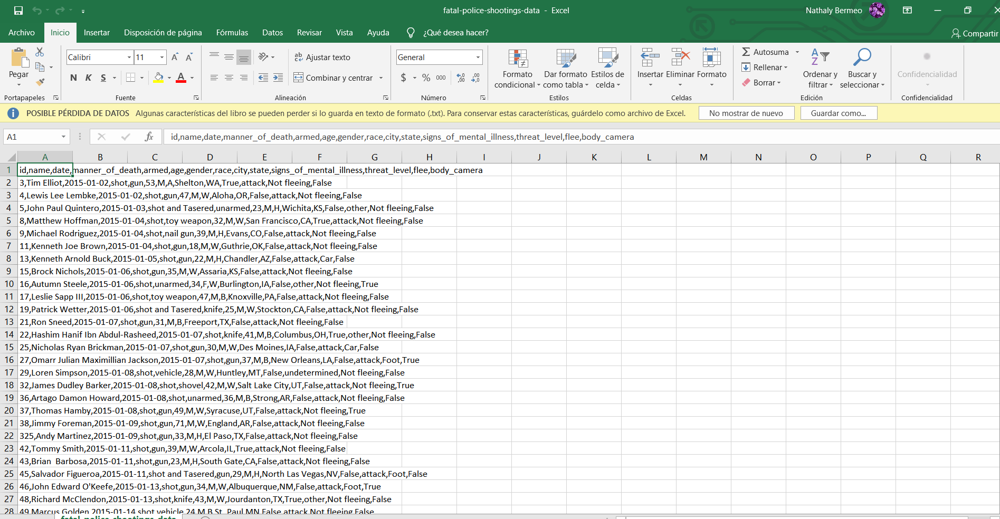 fatal-police-shootings-data - Excel
Nathaly Bermeo
Archivo Inicio Insertar Disposición de página Fórmulas Datos Revisar Vista Ayuda ¿Qué desea hacer? Compartir
Pegar
Portapapeles
Calibri 11
N K S
Fuente
Ajustar texto
Combinar y centrar
Alineación
General
$ % 000
Número
Formato condicional
Dar formato como tabla
Estilos de celda
Estilos
Insertar Eliminar Formato
Celdas
Autosuma
Rellenar
Borrar
Ordenar y filtrar
Buscar y seleccionar
Edición
Confidencialidad
Confidencialidad
POSIBLE PÉRDIDA DE DATOS Algunas características del libro se pueden perder si lo guarda en texto de formato (.txt). Para conservar estas características, guárdelo como archivo de Excel. No mostrar de nuevo Guardar como...
A1 fx id,name,date,manner_of_death,armed,age,gender,race,city,state,signs_of_mental_illness,threat_level,flee,body_camera
A B C D E F G H I J K L M N O P Q R
1 id,name,date,manner_of_death,armed,age,gender,race,city,state,signs_of_mental_illness,threat_level,flee,body_camera
2 3,Tim Elliot,2015-01-02,shot,gun,53,M,A,Shelton,WA,True,attack,Not fleeing,False
3 4,Lewis Lee Lembke,2015-01-02,shot,gun,47,M,W,Aloha,OR,False,attack,Not fleeing,False
4 5,John Paul Quintero,2015-01-03,shot and Tasered,unarmed,23,M,H,Wichita,KS,False,other,Not fleeing,False
5 8,Matthew Hoffman,2015-01-04,shot,toy weapon,32,M,W,San Francisco,CA,True,attack,Not fleeing,False
6 9,Michael Rodriguez,2015-01-04,shot,nail gun,39,M,H,Evans,CO,False,attack,Not fleeing,False
7 11,Kenneth Joe Brown,2015-01-04,shot,gun,18,M,W,Guthrie,OK,False,attack,Not fleeing,False
8 13,Kenneth Arnold Buck,2015-01-05,shot,gun,22,M,H,Chandler,AZ,False,attack,Car,False
9 15,Brock Nichols,2015-01-06,shot,gun,35,M,W,Assaria,KS,False,attack,Not fleeing,False
10 16,Autumn Steele,2015-01-06,shot,unarmed,34,F,W,Burlington,IA,False,other,Not fleeing,True
11 17,Leslie Sapp III,2015-01-06,shot,toy weapon,47,M,B,Knoxville,PA,False,attack,Not fleeing,False
12 19,Patrick Wetter,2015-01-06,shot and Tasered,knife,25,M,W,Stockton,CA,False,attack,Not fleeing,False
13 21,Ron Sneed,2015-01-07,shot,gun,31,M,B,Freeport,TX,False,attack,Not fleeing,False
14 22,Hashim Hanif Ibn Abdul-Rasheed,2015-01-07,shot,knife,41,M,B,Columbus,OH,True,other,Not fleeing,False
15 25,Nicholas Ryan Brickman,2015-01-07,shot,gun,30,M,W,Des Moines,IA,False,attack,Car,False
16 27,Omarr Julian Maximillian Jackson,2015-01-07,shot,gun,37,M,B,New Orleans,LA,False,attack,Foot,True
17 29,Loren Simpson,2015-01-08,shot,vehicle,28,M,W,Huntley,MT,False,undetermined,Not fleeing,False
18 32,James Dudley Barker,2015-01-08,shot,shovel,42,M,W,Salt Lake City,UT,False,attack,Not fleeing,True
19 36,Artago Damon Howard,2015-01-08,shot,unarmed,36,M,B,Strong,AR,False,attack,Not fleeing,False
20 37,Thomas Hamby,2015-01-08,shot,gun,49,M,W,Syracuse,UT,False,attack,Not fleeing,True
21 38,Jimmy Foreman,2015-01-09,shot,gun,71,M,W,England,AR,False,attack,Not fleeing,False
22 325,Andy Martinez,2015-01-09,shot,gun,33,M,H,El Paso,TX,False,attack,Not fleeing,False
23 42,Tommy Smith,2015-01-11,shot,gun,39,M,W,Arcola,IL,True,attack,Not fleeing,False
24 43,Brian  Barbosa,2015-01-11,shot,gun,23,M,H,South Gate,CA,False,attack,Not fleeing,False
25 45,Salvador Figueroa,2015-01-11,shot and Tasered,gun,29,M,H,North Las Vegas,NV,False,attack,Foot,False
26 46,John Edward O'Keefe,2015-01-13,shot,gun,34,M,W,Albuquerque,NM,False,attack,Foot,True
27 48,Richard McClendon,2015-01-13,shot,knife,43,M,W,Jourdanton,TX,True,other,Not fleeing,False
28 49,Marcus Golden,2015-01-14,shot,vehicle,24,M,B,St. Paul,MN,False,attack,Not fleeing,False
fatal-police-shootings-data